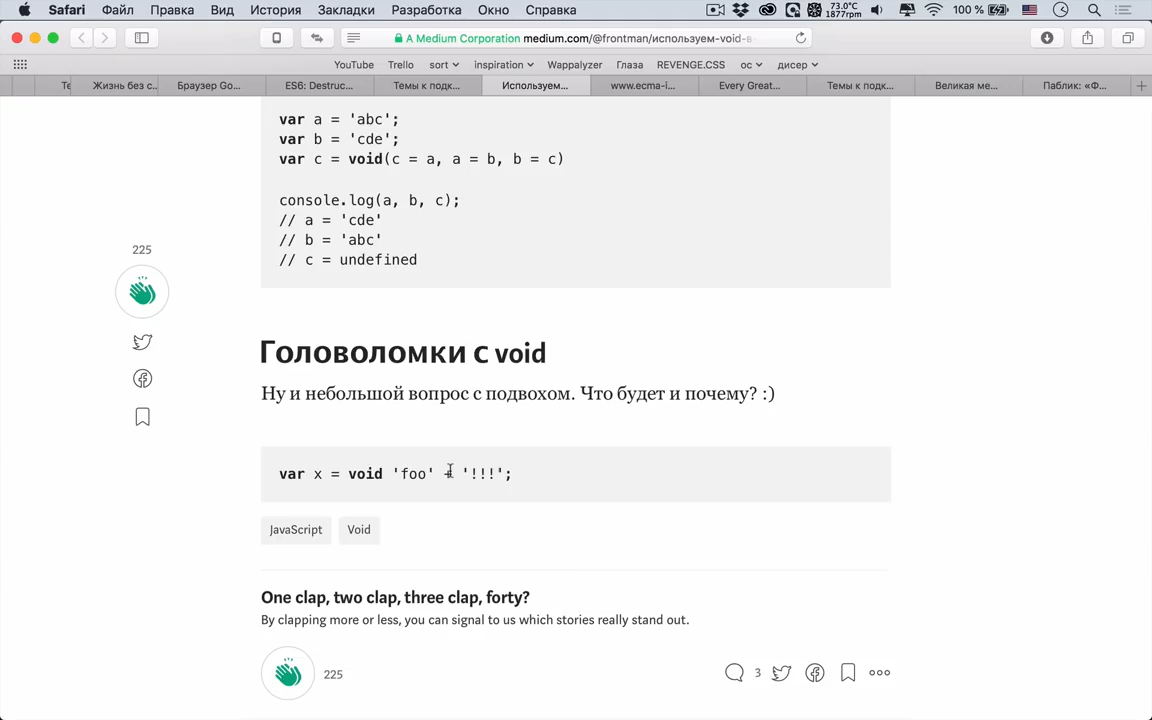 Safari Файл Правка Вид История Закладки Разработка Окно Справка 73.0°C 1877rpm 100 %
A Medium Corporation medium.com/@frontman/используем-void-в-
YouTube Trello sort inspiration Wappalyzer Глаза REVENGE.CSS ос дисер
Те Жизнь без с... Браузер Go... ES6: Destruc... Темы к подк... Используем... www.ecma-i... Every Great... Темы к подк... Великая ме... Паблик: «Ф...
var a = 'abc';
var b = 'cde';
var c = void(c = a, a = b, b = c)
console.log(a, b, c);
// a = 'cde'
// b = 'abc'
// c = undefined
225
Головоломки с void
Ну и небольшой вопрос с подвохом. Что будет и почему? :)
var x = void 'foo' + '!!!';
JavaScript Void
One clap, two clap, three clap, forty?
By clapping more or less, you can signal to us which stories really stand out.
225 3